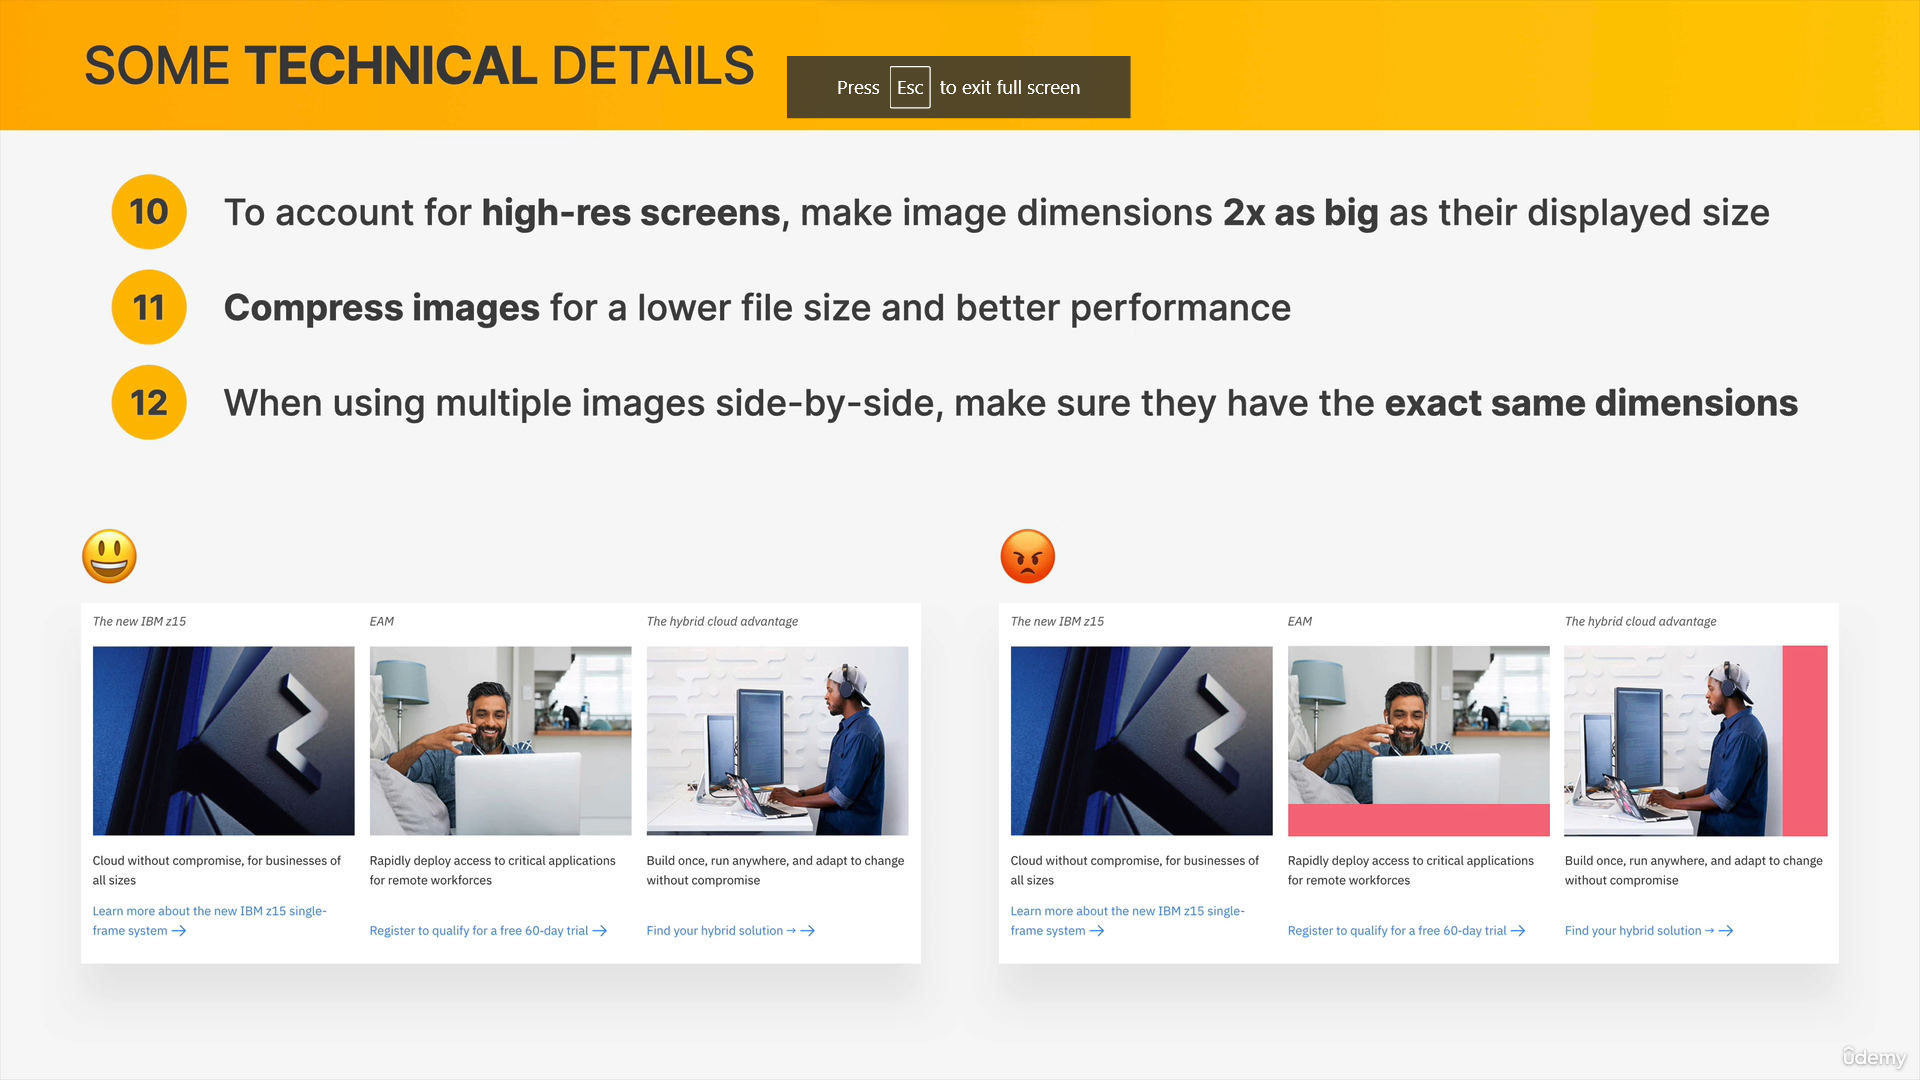 SOME TECHNICAL DETAILS
Press Esc to exit full screen
10 To account for high-res screens, make image dimensions 2x as big as their displayed size
11 Compress images for a lower file size and better performance
12 When using multiple images side-by-side, make sure they have the exact same dimensions
The new IBM z15
EAM
The hybrid cloud advantage
Cloud without compromise, for businesses of
all sizes
Rapidly deploy access to critical applications
for remote workforces
Build once, run anywhere, and adapt to change
without compromise
Learn more about the new IBM z15 single-
frame system →
Register to qualify for a free 60-day trial →
Find your hybrid solution → →
The new IBM z15
EAM
The hybrid cloud advantage
Cloud without compromise, for businesses of
all sizes
Rapidly deploy access to critical applications
for remote workforces
Build once, run anywhere, and adapt to change
without compromise
Learn more about the new IBM z15 single-
frame system →
Register to qualify for a free 60-day trial →
Find your hybrid solution → →
ûdemy